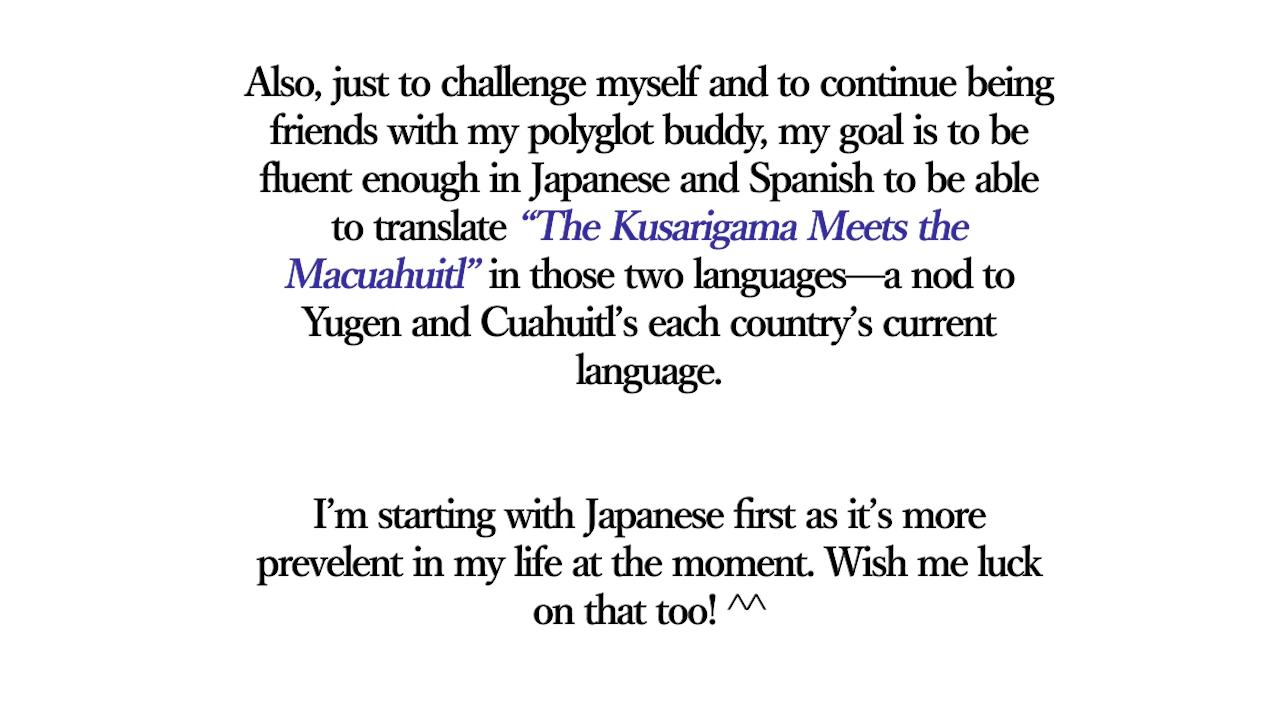 Also, just to challenge myself and to continue being
friends with my polyglot buddy, my goal is to be
fluent enough in Japanese and Spanish to be able
to translate “The Kusarigama Meets the
Macuahuitl” in those two languages—a nod to
Yugen and Cuahuitl’s each country’s current
language.
I’m starting with Japanese first as it’s more
prevelent in my life at the moment. Wish me luck
on that too! ^^